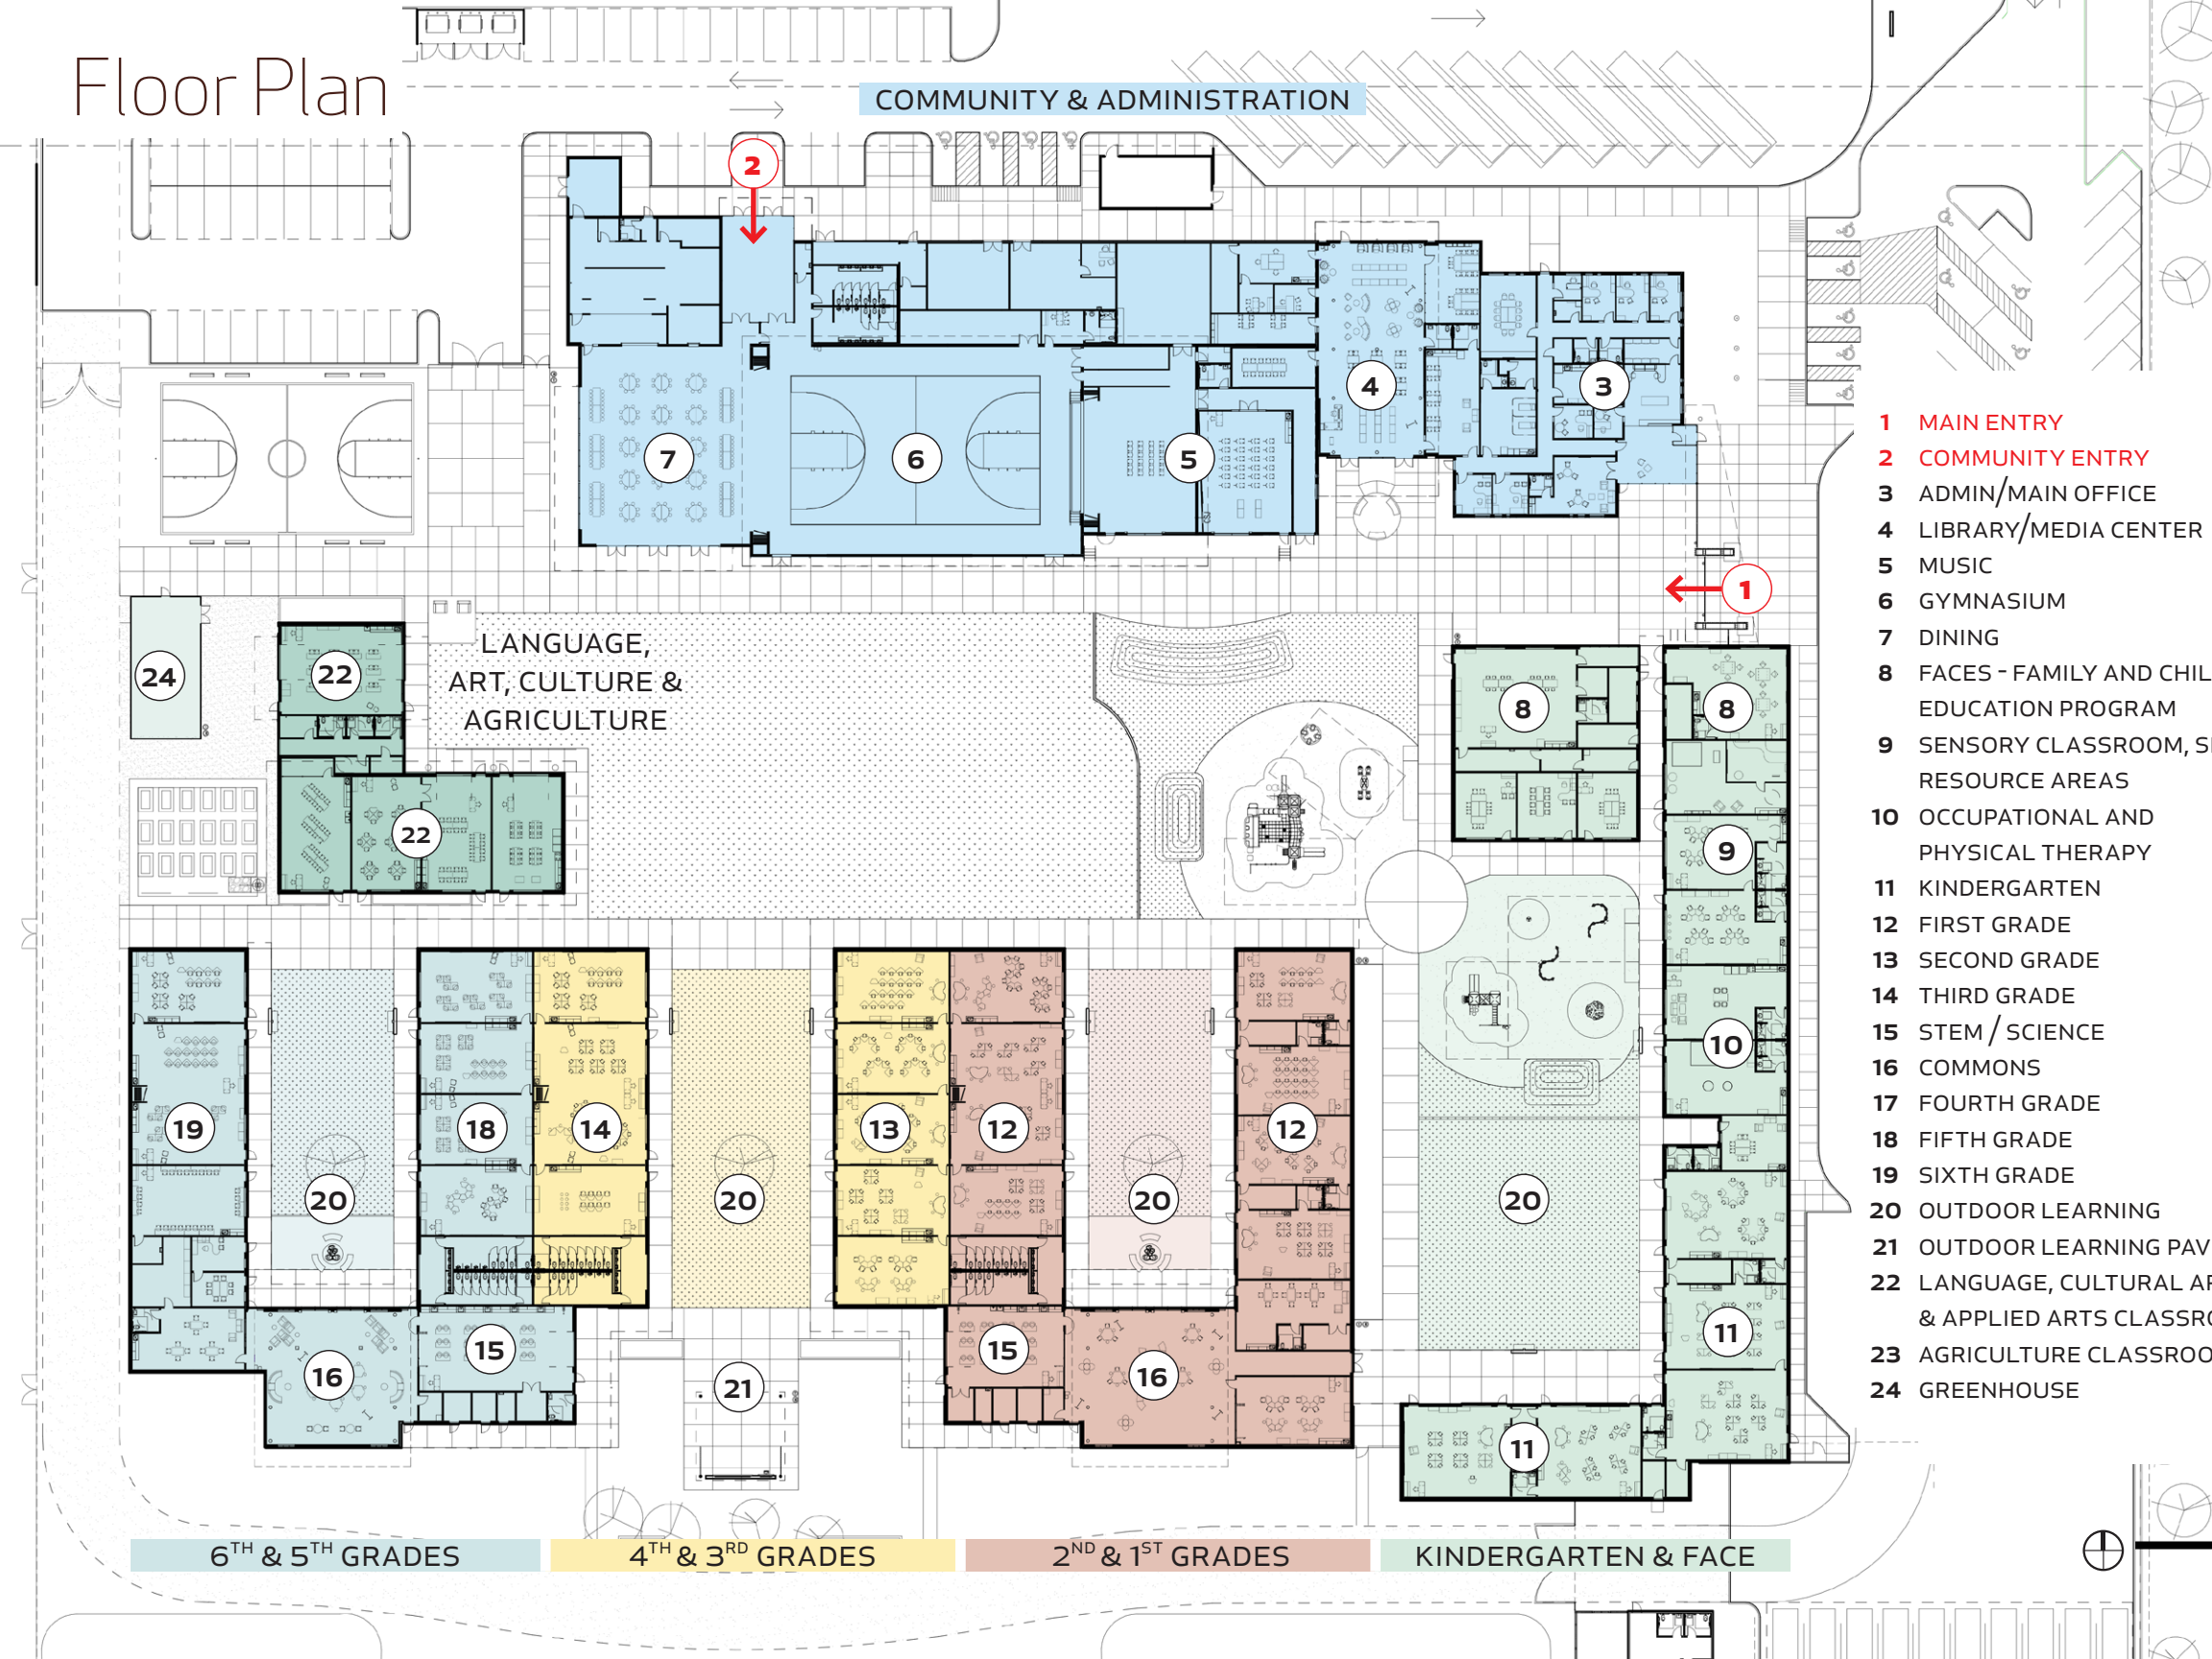 Floor Plan
COMMUNITY & ADMINISTRATION
2
7
6
5
4
3
1
24
22
LANGUAGE,
ART, CULTURE &
AGRICULTURE
22
8
8
9
10
19
18
14
13
12
12
20
20
20
20
16
15
21
15
16
11
11
6TH & 5TH GRADES
4TH & 3RD GRADES
2ND & 1ST GRADES
KINDERGARTEN & FACE
1 MAIN ENTRY
2 COMMUNITY ENTRY
3 ADMIN/MAIN OFFICE
4 LIBRARY/MEDIA CENTER
5 MUSIC
6 GYMNASIUM
7 DINING
8 FACES - FAMILY AND CHIL
EDUCATION PROGRAM
9 SENSORY CLASSROOM, S
RESOURCE AREAS
10 OCCUPATIONAL AND
PHYSICAL THERAPY
11 KINDERGARTEN
12 FIRST GRADE
13 SECOND GRADE
14 THIRD GRADE
15 STEM / SCIENCE
16 COMMONS
17 FOURTH GRADE
18 FIFTH GRADE
19 SIXTH GRADE
20 OUTDOOR LEARNING
21 OUTDOOR LEARNING PAV
22 LANGUAGE, CULTURAL AR
& APPLIED ARTS CLASSRO
23 AGRICULTURE CLASSROO
24 GREENHOUSE